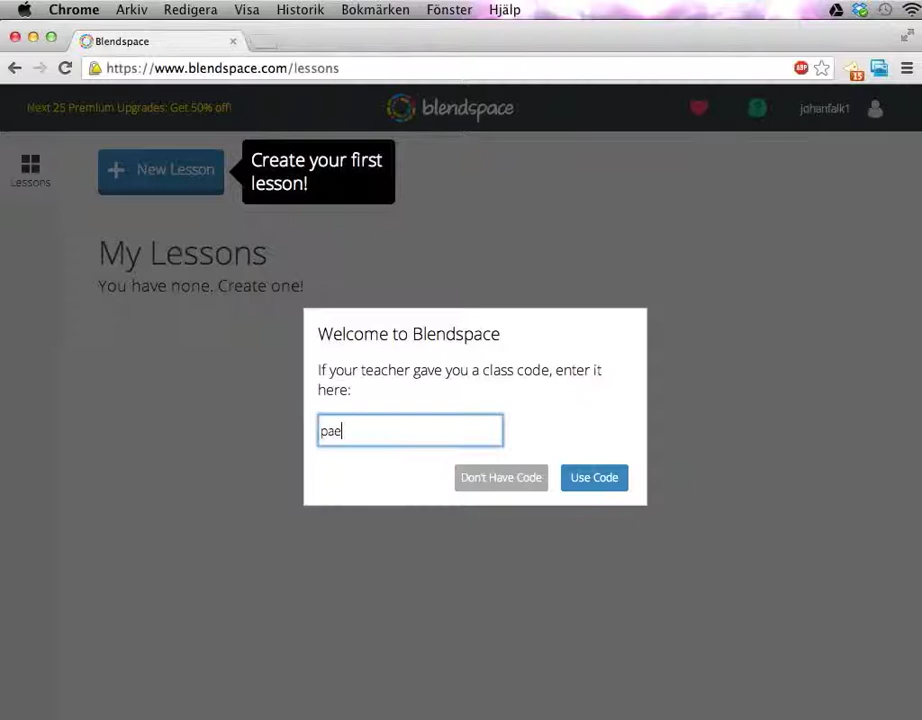 Chrome Arkiv Redigera Visa Historik Bokmärken Fönster Hjälp
Blendspace
https://www.blendspace.com/lessons
ABP
15
Next 25 Premium Upgrades: Get 50% off!
blendspace
johanfalk1
Lessons
New Lesson
Create your first
lesson!
My Lessons
You have none. Create one!
Welcome to Blendspace
If your teacher gave you a class code, enter it
here:
pae
Don't Have Code
Use Code